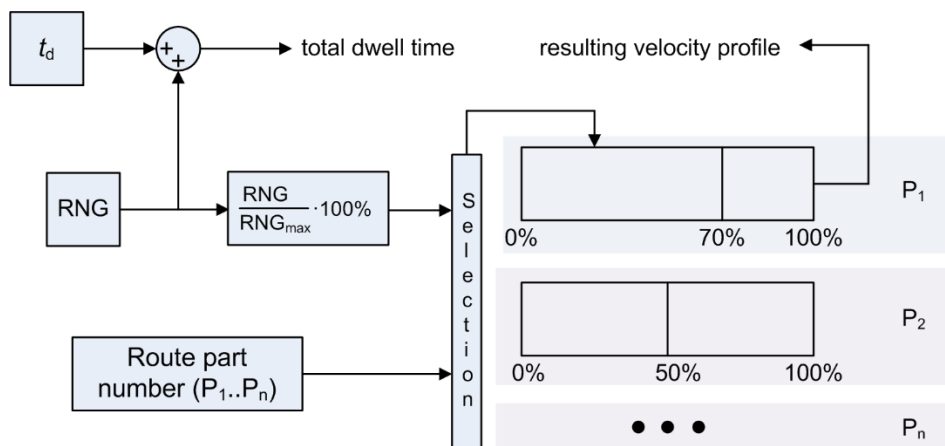 t_d
+
+
total dwell time
resulting velocity profile
RNG
RNG
RNG_max
·100%
Selection
P_1
0%
70%
100%
P_2
0%
50%
100%
Route part
number (P_1..P_n)
P_n